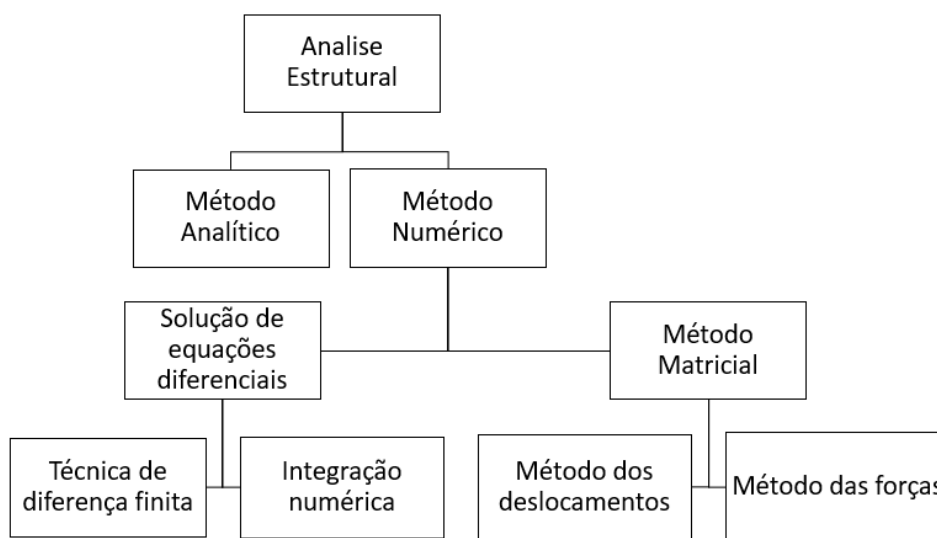 Analise
Estrutural
Método
Analítico
Método
Numérico
Solução de
equações
diferenciais
Método
Matricial
Técnica de
diferença finita
Integração
numérica
Método dos
deslocamentos
Método das forças